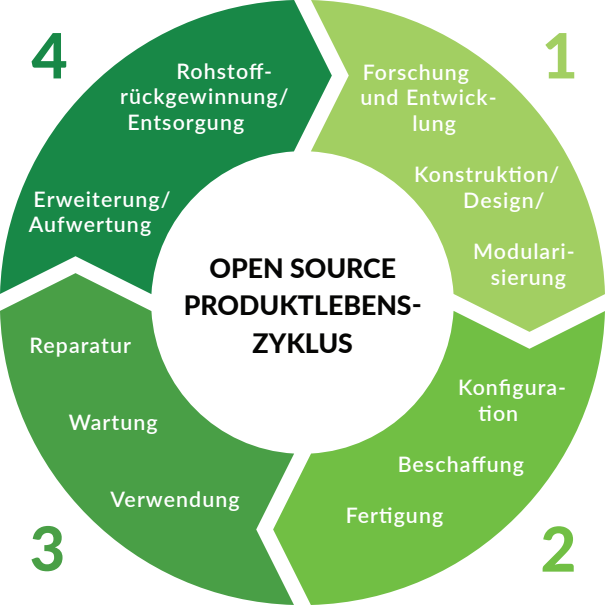 4
Rohstoff-
rückgewinnung/
Entsorgung
Erweiterung/
Aufwertung
1
Forschung
und Entwick-
lung
Konstruktion/
Design/
Modulari-
sierung
OPEN SOURCE
PRODUKTLEBENS-
ZYKLUS
Reparatur
Wartung
Verwendung
3
Konfigura-
tion
Beschaffung
Fertigung
2